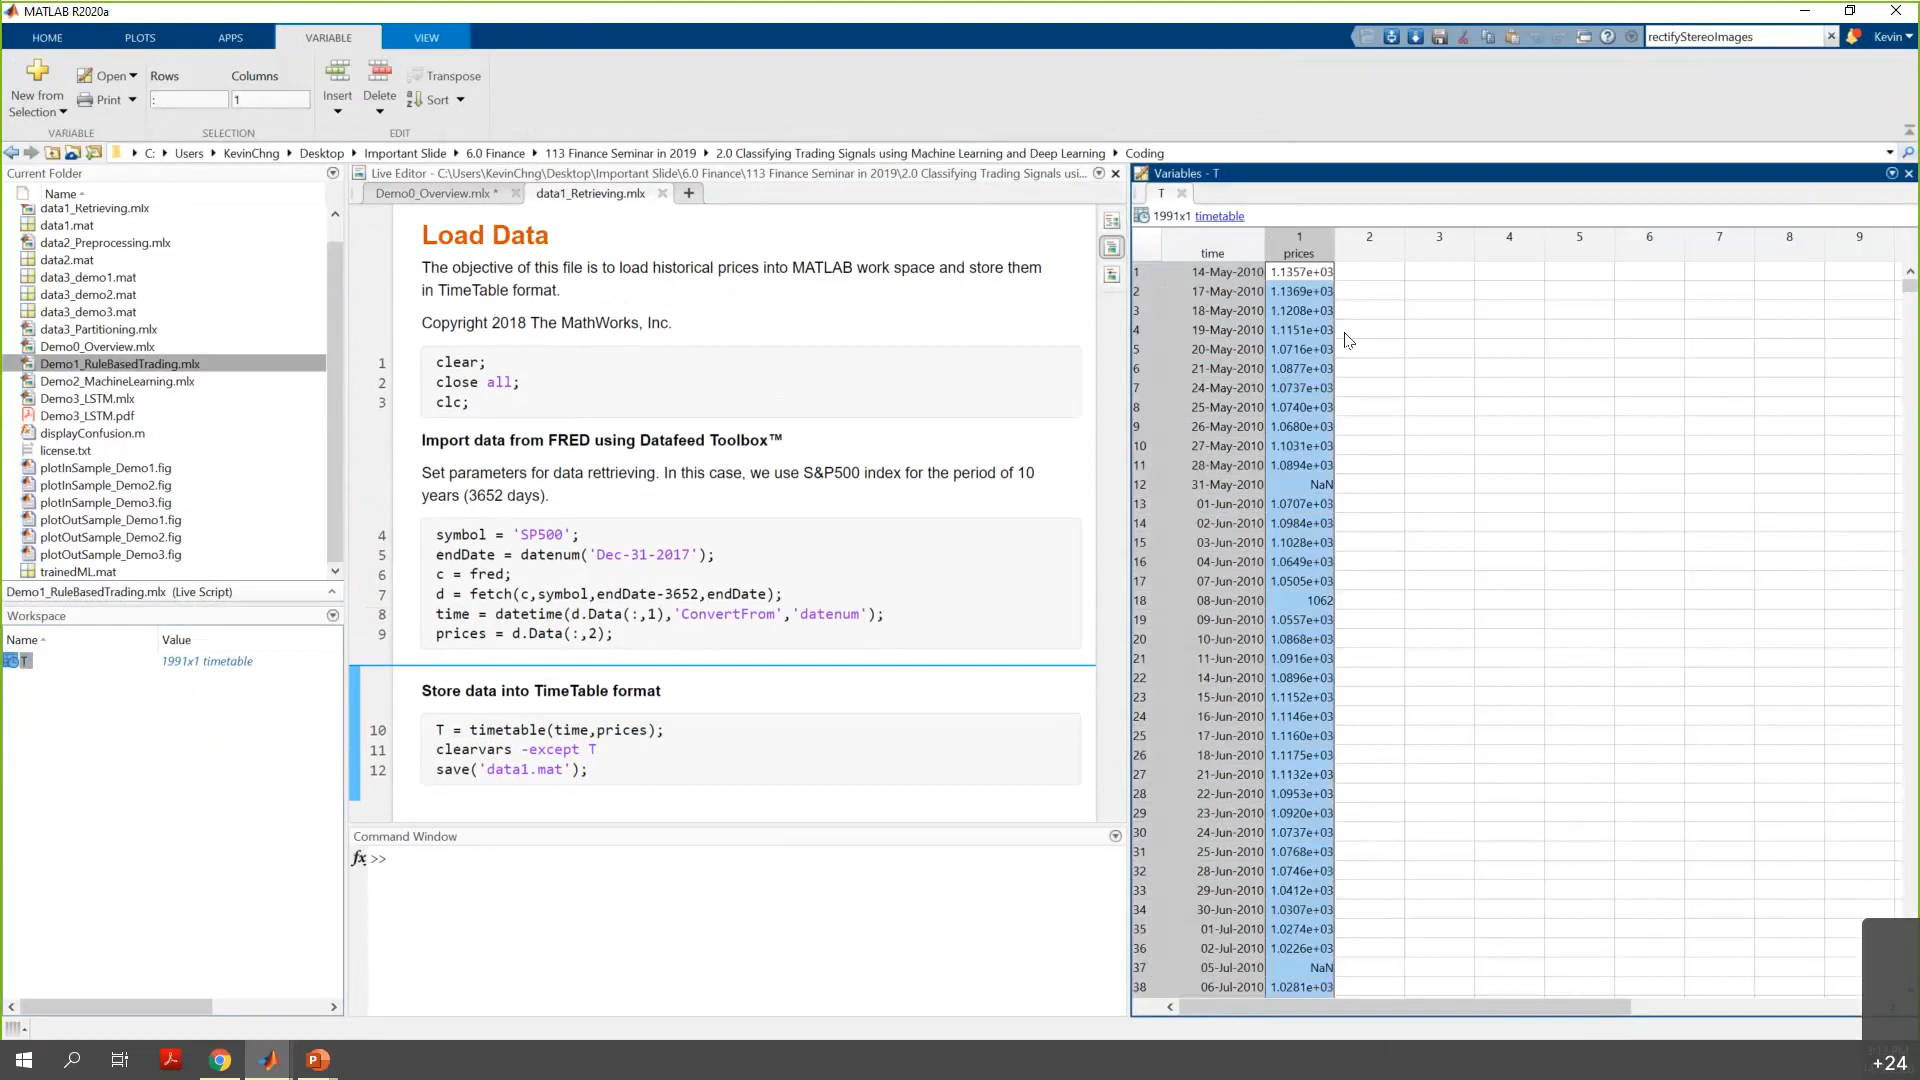 MATLAB R2020a
HOME PLOTS APPS VARIABLE VIEW
rectifyStereoImages
Kevin
New from Selection
Open
Print
Rows
:
Columns
1
Insert
Delete
Transpose
Sort
VARIABLE SELECTION EDIT
C: Users KevinChng Desktop Important Slide 6.0 Finance 113 Finance Seminar in 2019 2.0 Classifying Trading Signals using Machine Learning and Deep Learning Coding
Current Folder
Name
data1_Retrieving.mlx
data1.mat
data2_Preprocessing.mlx
data2.mat
data3_demo1.mat
data3_demo2.mat
data3_demo3.mat
data3_Partitioning.mlx
Demo0_Overview.mlx
Demo1_RuleBasedTrading.mlx
Demo2_MachineLearning.mlx
Demo3_LSTM.mlx
Demo3_LSTM.pdf
displayConfusion.m
license.txt
plotInSample_Demo1.fig
plotInSample_Demo2.fig
plotInSample_Demo3.fig
plotOutSample_Demo1.fig
plotOutSample_Demo2.fig
plotOutSample_Demo3.fig
trainedML.mat
Demo1_RuleBasedTrading.mlx (Live Script)
Workspace
Name Value
T 1991x1 timetable
Live Editor - C:\Users\KevinChng\Desktop\Important Slide\6.0 Finance\113 Finance Seminar in 2019\2.0 Classifying Trading Signals usi...
Demo0_Overview.mlx * data1_Retrieving.mlx +
Load Data
The objective of this file is to load historical prices into MATLAB work space and store them
in TimeTable format.
Copyright 2018 The MathWorks, Inc.
1 clear;
2 close all;
3 clc;
Import data from FRED using Datafeed Toolbox™
Set parameters for data rettrieving. In this case, we use S&P500 index for the period of 10
years (3652 days).
4 symbol = 'SP500';
5 endDate = datenum('Dec-31-2017');
6 c = fred;
7 d = fetch(c,symbol,endDate-3652,endDate);
8 time = datetime(d.Data(:,1),'ConvertFrom','datenum');
9 prices = d.Data(:,2);
Store data into TimeTable format
10 T = timetable(time,prices);
11 clearvars -except T
12 save('data1.mat');
Command Window
fx >>
Variables - T
T
1991x1 timetable
1 2 3 4 5 6 7 8 9
time prices
1 14-May-2010 1.1357e+03
2 17-May-2010 1.1369e+03
3 18-May-2010 1.1208e+03
4 19-May-2010 1.1151e+03
5 20-May-2010 1.0716e+03
6 21-May-2010 1.0877e+03
7 24-May-2010 1.0737e+03
8 25-May-2010 1.0740e+03
9 26-May-2010 1.0680e+03
10 27-May-2010 1.1031e+03
11 28-May-2010 1.0894e+03
12 31-May-2010 NaN
13 01-Jun-2010 1.0707e+03
14 02-Jun-2010 1.0984e+03
15 03-Jun-2010 1.1028e+03
16 04-Jun-2010 1.0649e+03
17 07-Jun-2010 1.0505e+03
18 08-Jun-2010 1062
19 09-Jun-2010 1.0557e+03
20 10-Jun-2010 1.0868e+03
21 11-Jun-2010 1.0916e+03
22 14-Jun-2010 1.0896e+03
23 15-Jun-2010 1.1152e+03
24 16-Jun-2010 1.1146e+03
25 17-Jun-2010 1.1160e+03
26 18-Jun-2010 1.1175e+03
27 21-Jun-2010 1.1132e+03
28 22-Jun-2010 1.0953e+03
29 23-Jun-2010 1.0920e+03
30 24-Jun-2010 1.0737e+03
31 25-Jun-2010 1.0768e+03
32 28-Jun-2010 1.0746e+03
33 29-Jun-2010 1.0412e+03
34 30-Jun-2010 1.0307e+03
35 01-Jul-2010 1.0274e+03
36 02-Jul-2010 1.0226e+03
37 05-Jul-2010 NaN
38 06-Jul-2010 1.0281e+03
+24